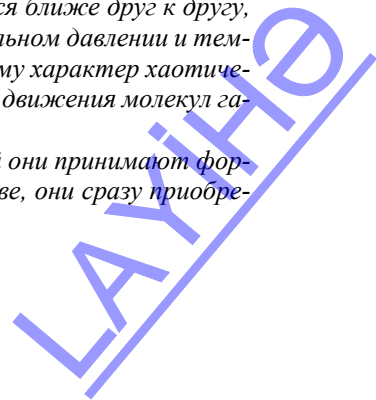 ся ближе друг к другу,
льном давлении и тем-
му характер хаотиче-
движения молекул га-
они принимают фор-
ве, они сразу приобре-
LAYİHƏ